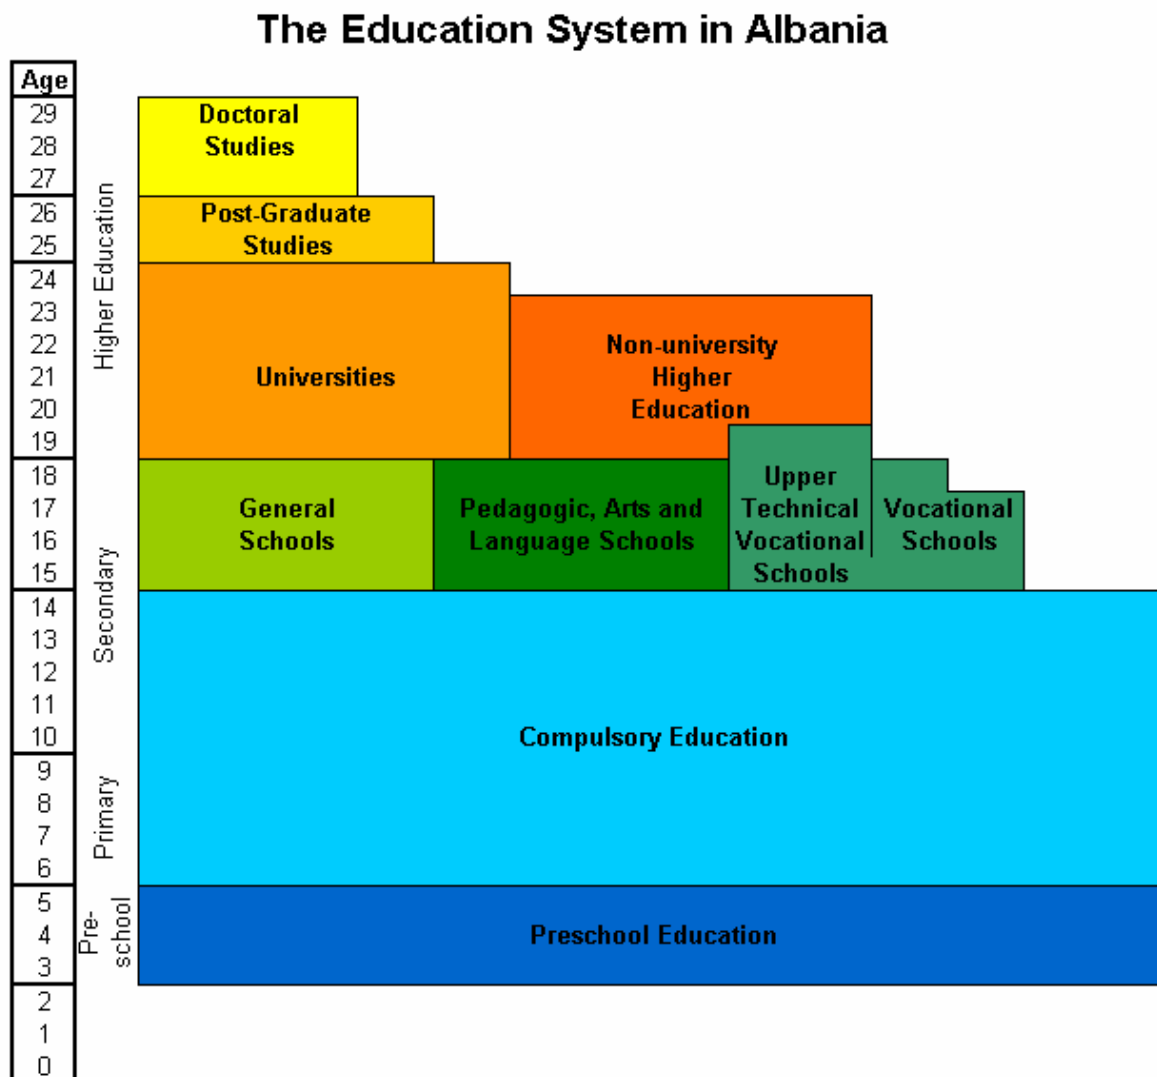 The Education System in Albania
Age
29
28
27
26
25
24
23
22
21
20
19
18
17
16
15
14
13
12
11
10
9
8
7
6
5
4
3
2
1
0
Higher Education
Secondary
Primary
Pre-
school
Doctoral
Studies
Post-Graduate
Studies
Universities
Non-university
Higher
Education
General
Schools
Pedagogic, Arts and
Language Schools
Upper
Technical
Vocational
Schools
Vocational
Schools
Compulsory Education
Preschool Education